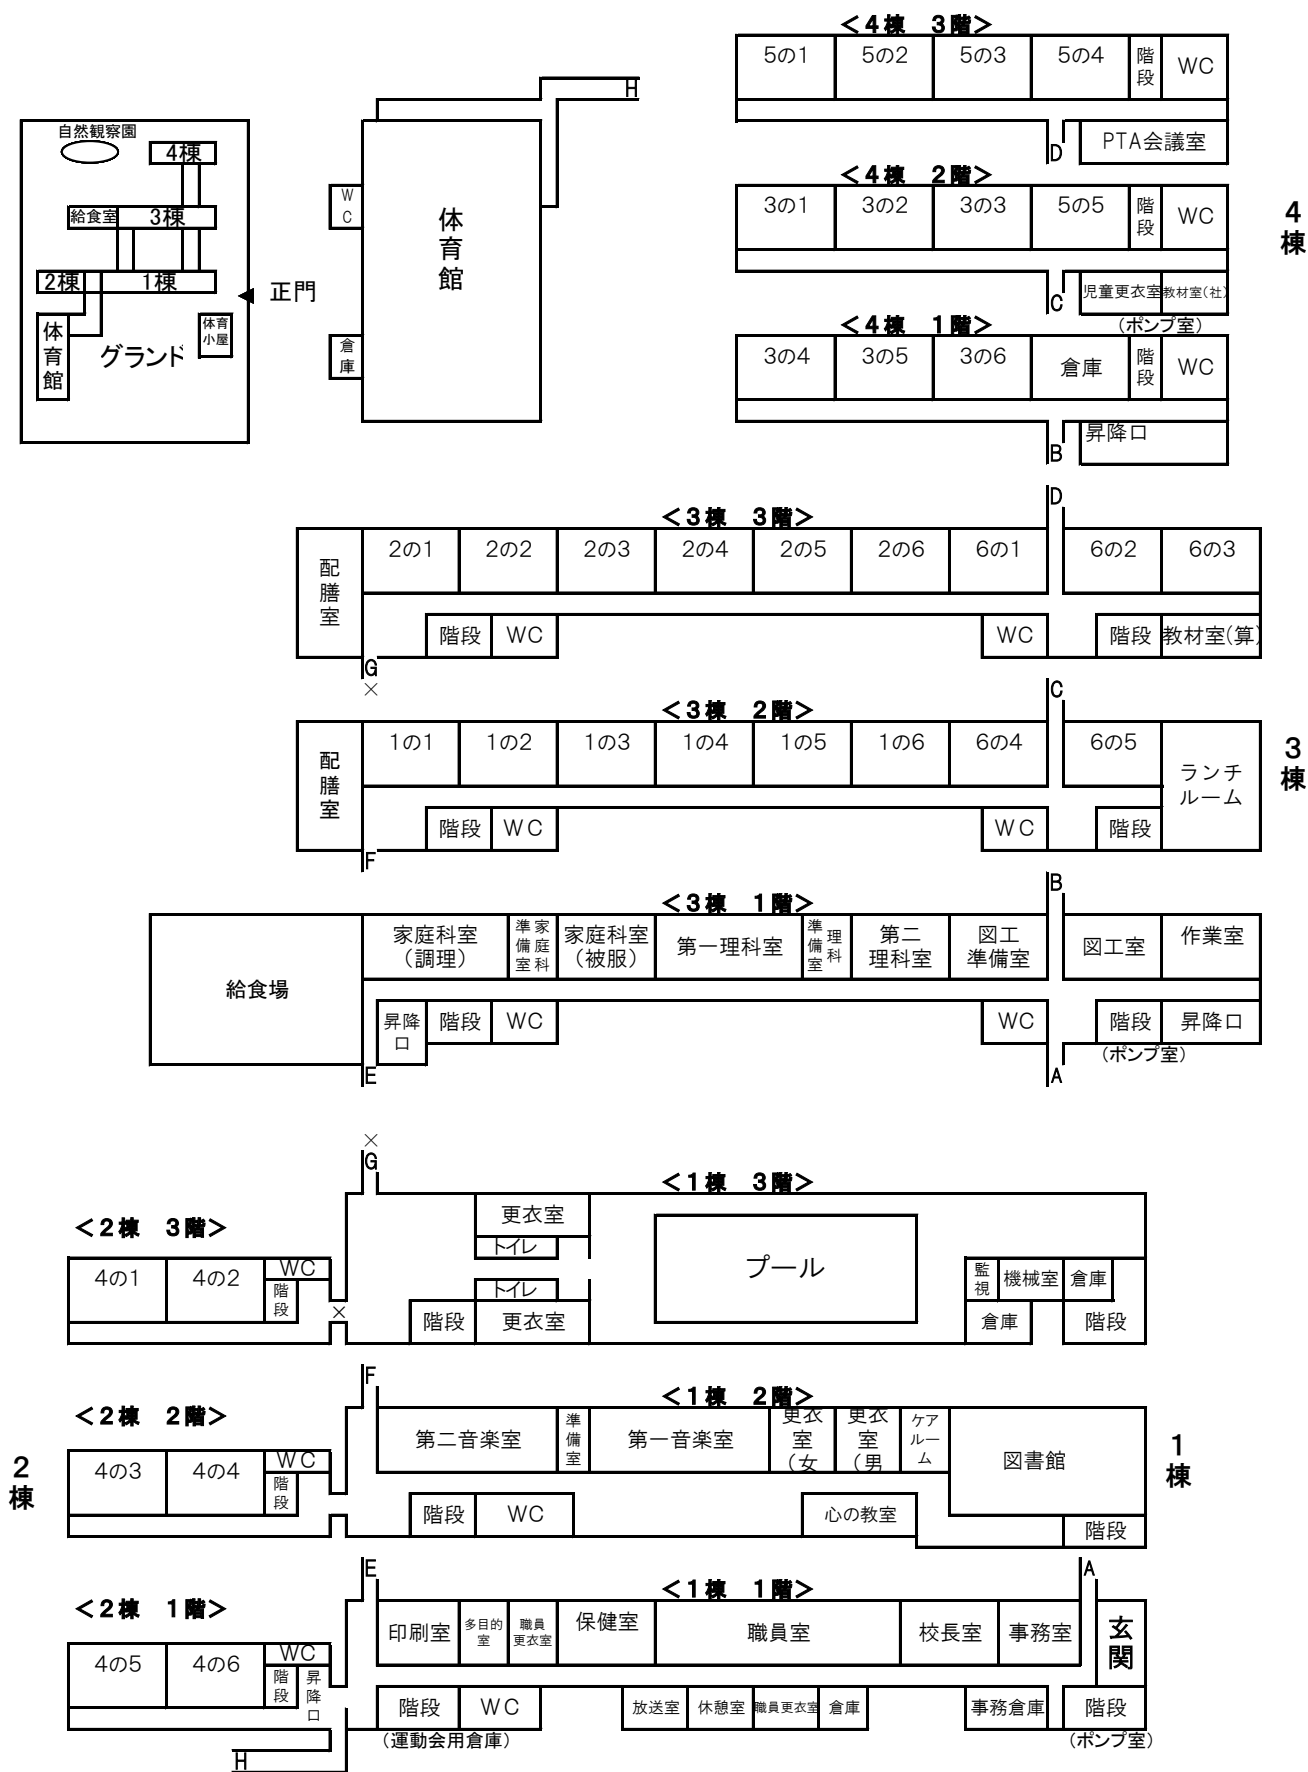 <4棟 3階>
5の1 5の2 5の3 5の4 階段 WC
H
D PTA会議室
自然観察園
4棟
給食室 3棟
2棟 1棟
正門
体育館
グランド
体育小屋
WC
体育館
倉庫
<4棟 2階>
3の1 3の2 3の3 5の5 階段 WC
C 児童更衣室 教材室(社)
(ポンプ室)
4棟
<4棟 1階>
3の4 3の5 3の6 倉庫 階段 WC
B 昇降口
D
<3棟 3階>
配膳室 2の1 2の2 2の3 2の4 2の5 2の6 6の1 6の2 6の3
階段 WC WC 階段 教材室(算)
G
×
C
<3棟 2階>
配膳室 1の1 1の2 1の3 1の4 1の5 1の6 6の4 6の5 ランチルーム
階段 WC WC 階段
F
3棟
B
<3棟 1階>
給食場 家庭科室(調理) 家庭科準備室 家庭科室(被服) 第一理科室 理科準備室 第二理科室 図工準備室 図工室 作業室
昇降口 階段 WC WC 階段 昇降口
(ポンプ室)
E A
×
G
<1棟 3階>
更衣室
トイレ
プール
トイレ
階段 更衣室
監視 機械室 倉庫
倉庫 階段
<2棟 3階>
4の1 4の2 WC
階段
×
F
<1棟 2階>
第二音楽室 準備室 第一音楽室 更衣室(女 更衣室(男 ケアルーム 図書館
階段 WC 心の教室 階段
1棟
<2棟 2階>
4の3 4の4 WC
階段
2棟
E A
<1棟 1階>
印刷室 多目的室 職員更衣室 保健室 職員室 校長室 事務室 玄関
階段 WC 放送室 休憩室 職員更衣室 倉庫 事務倉庫 階段
(運動会用倉庫) (ポンプ室)
<2棟 1階>
4の5 4の6 WC
階段 昇降口
H